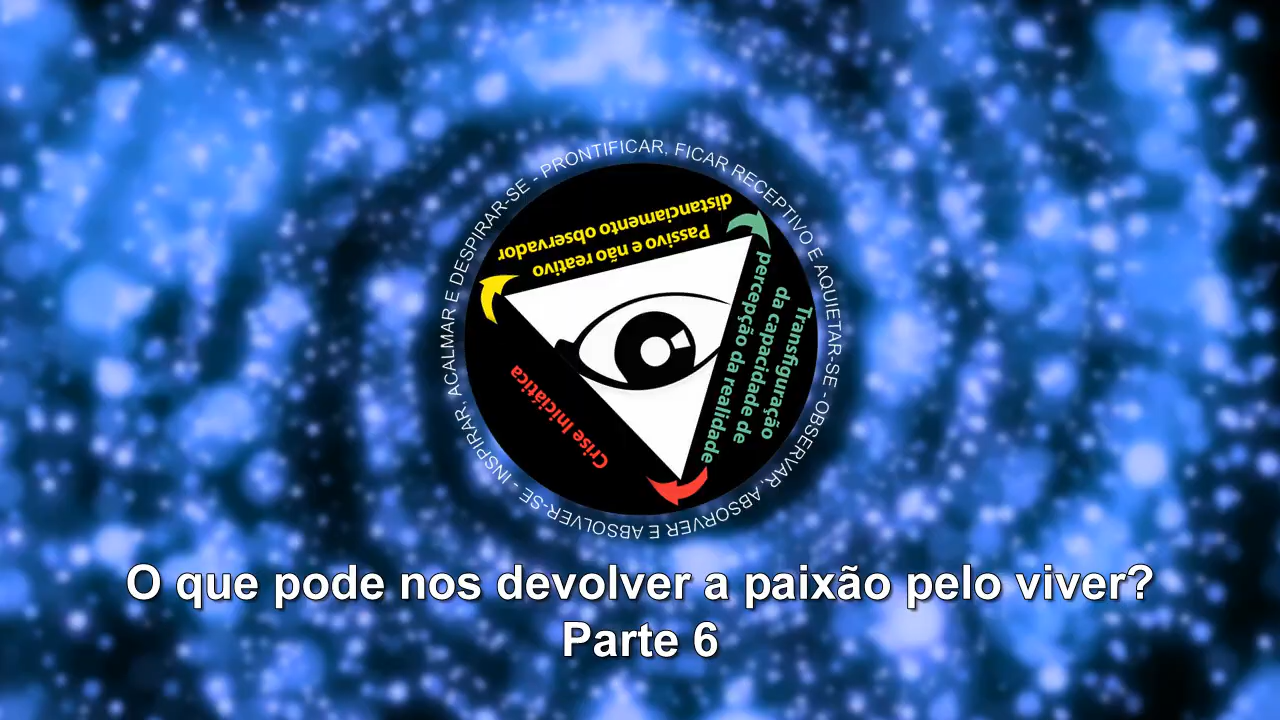 INSPIRAR, ACALMAR E DESPIRAR-SE - PRONTIFICAR, FICAR RECEPTIVO E AQUIETAR-SE - OBSERVAR, ABSORVER E ABSOLVER-SE -
Passivo e não reativo
distanciamento observador
Transfiguração
da capacidade de
percepção da realidade
Crise Iniciática
O que pode nos devolver a paixão pelo viver?
Parte 6